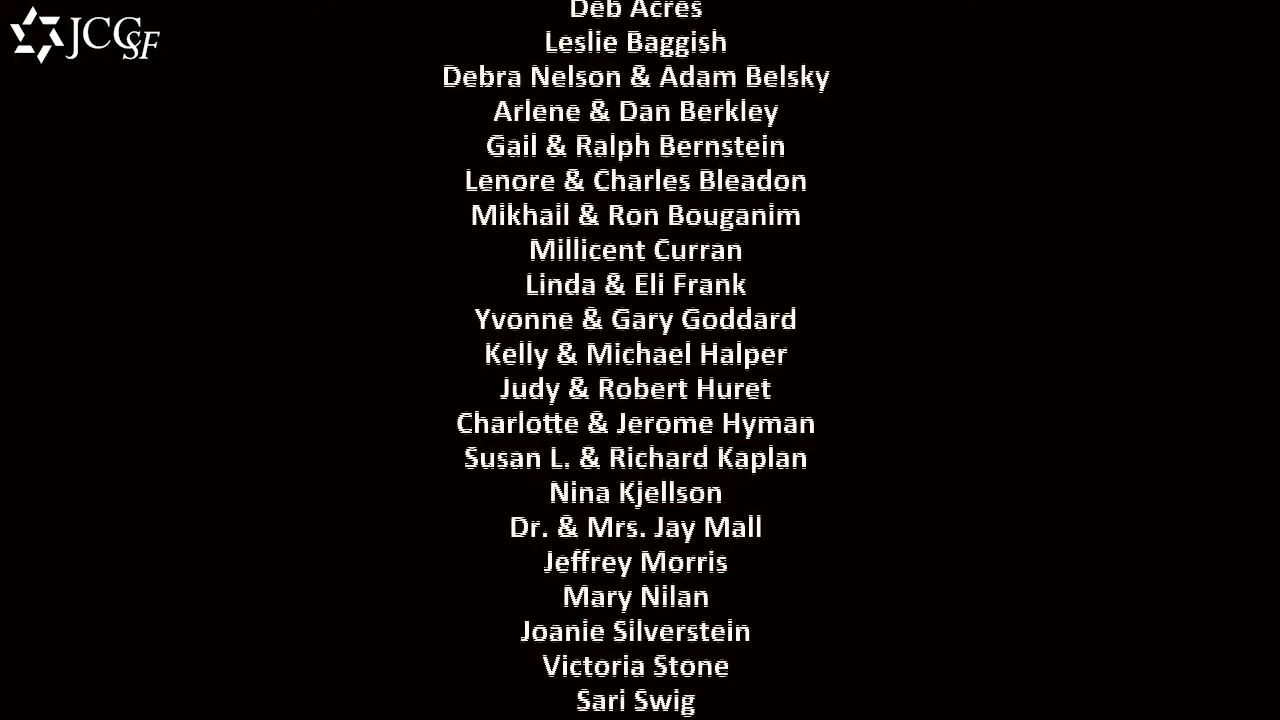 JCCSF
Deb Acres
Leslie Baggish
Debra Nelson & Adam Belsky
Arlene & Dan Berkley
Gail & Ralph Bernstein
Lenore & Charles Bleadon
Mikhail & Ron Bouganim
Millicent Curran
Linda & Eli Frank
Yvonne & Gary Goddard
Kelly & Michael Halper
Judy & Robert Huret
Charlotte & Jerome Hyman
Susan L. & Richard Kaplan
Nina Kjellson
Dr. & Mrs. Jay Mall
Jeffrey Morris
Mary Nilan
Joanie Silverstein
Victoria Stone
Sari Swig